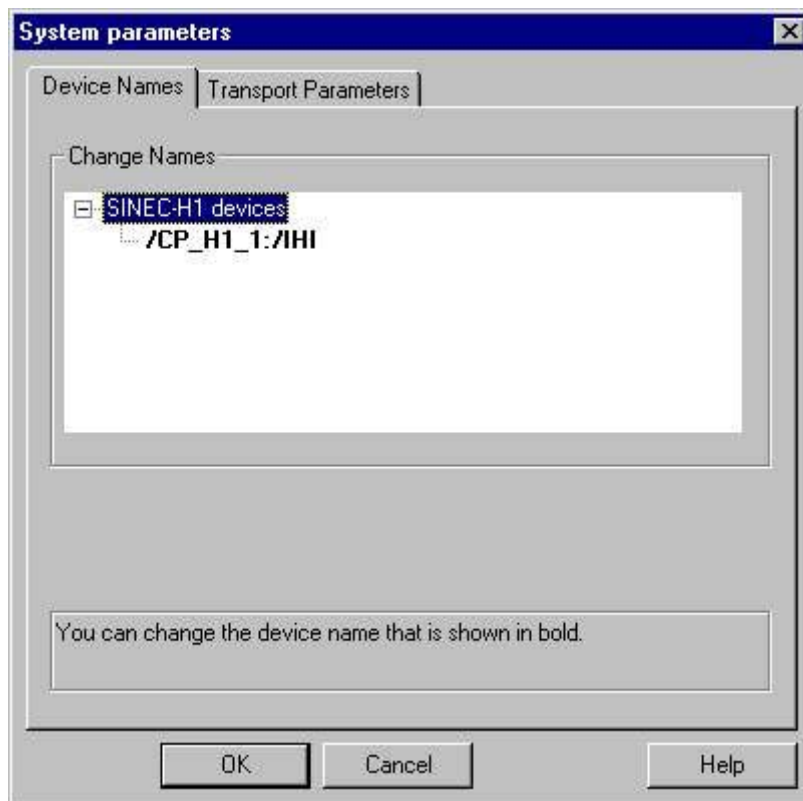 System parameters
Device Names
Transport Parameters
Change Names
SINEC-H1 devices
/CP_H1_1:/IHI
You can change the device name that is shown in bold.
OK
Cancel
Help